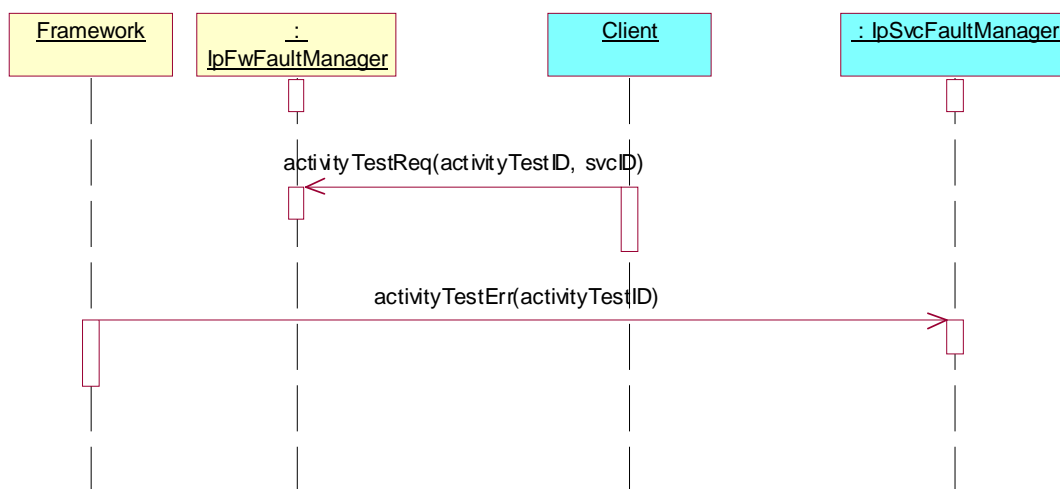 Framework
:
IpFwFaultManager
Client
: IpSvcFaultManager
activityTestReq(activityTestID, svcID)
activityTestErr(activityTestID)